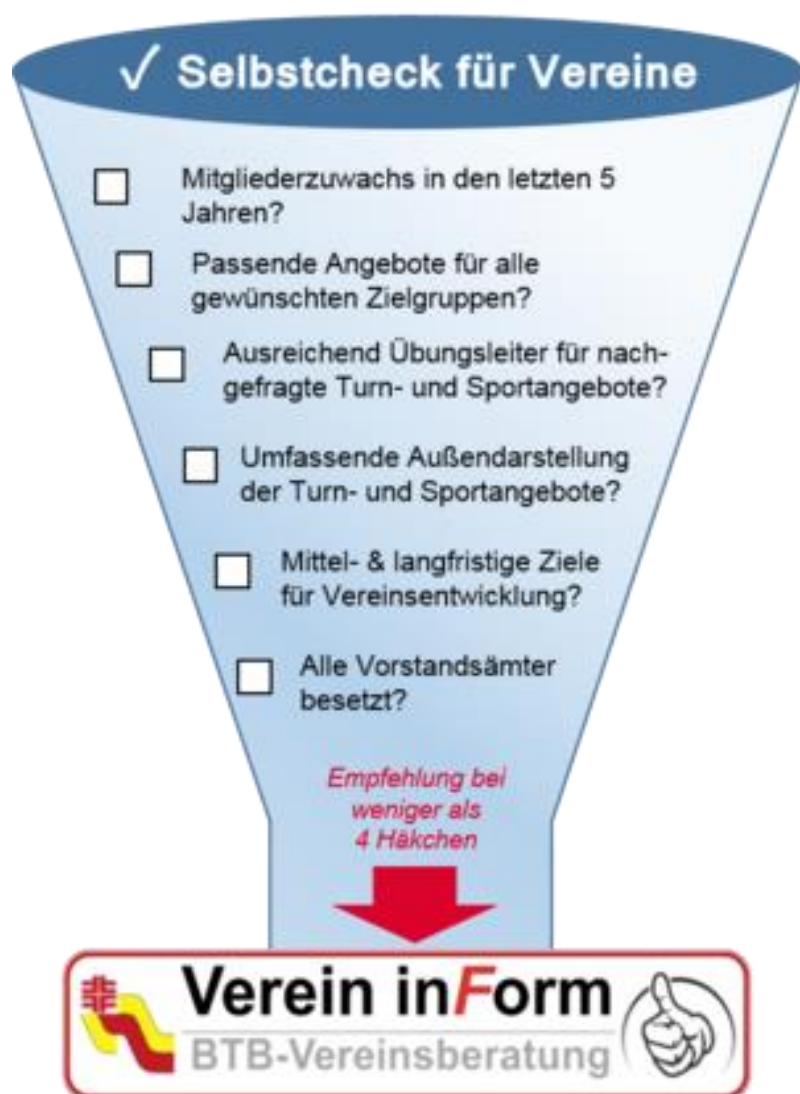 ✓ Selbstcheck für Vereine
Mitgliederzuwachs in den letzten 5
Jahren?
Passende Angebote für alle
gewünschten Zielgruppen?
Ausreichend Übungsleiter für nach-
gefragte Turn- und Sportangebote?
Umfassende Außendarstellung
der Turn- und Sportangebote?
Mittel- & langfristige Ziele
für Vereinsentwicklung?
Alle Vorstandsämter
besetzt?
Empfehlung bei
weniger als
4 Häkchen
Verein inForm
BTB-Vereinsberatung